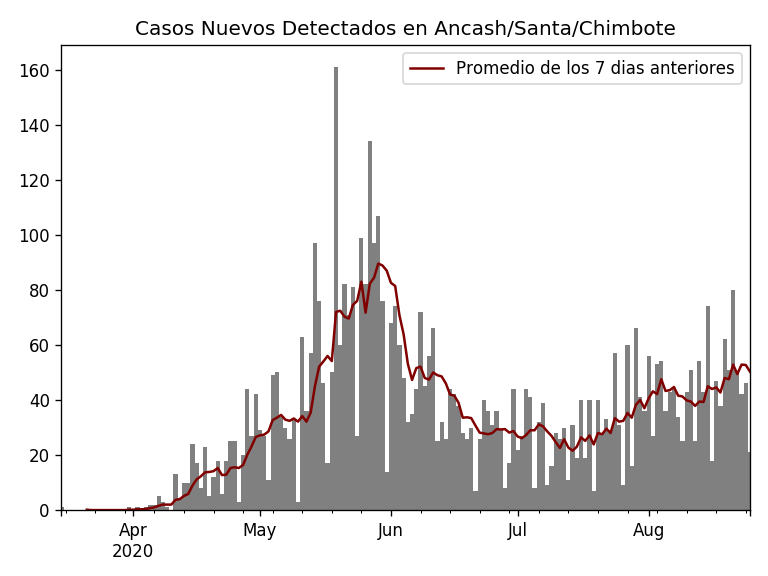 Casos Nuevos Detectados en Ancash/Santa/Chimbote
Promedio de los 7 dias anteriores
160
140
120
100
80
60
40
20
0
Apr
2020
May
Jun
Jul
Aug